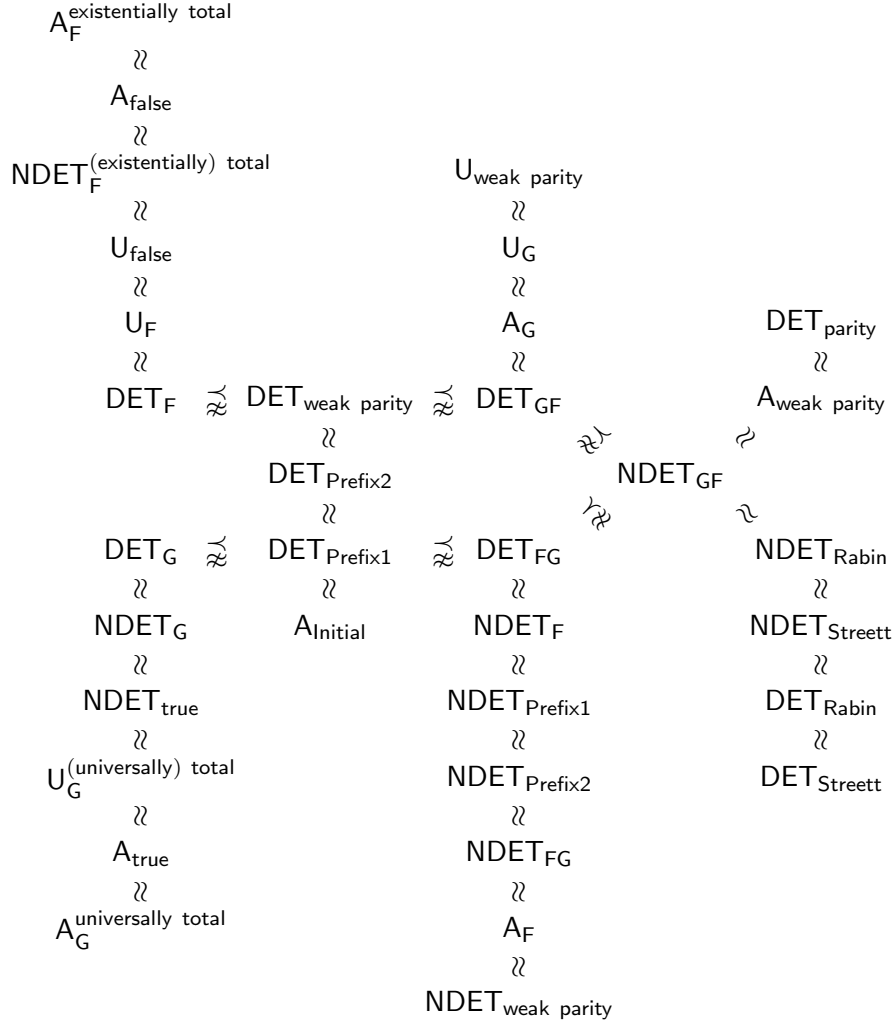 A_F^existentially total
≈
A_false
≈
NDET_F^(existentially) total U_weak parity
≈ ≈
U_false U_G
≈ ≈
U_F A_G DET_parity
≈ ≈ ≈
DET_F ⋨ DET_weak parity ⋨ DET_GF A_weak parity
≈ ⋨ ≈
DET_Prefix2 NDET_GF
≈ ⋨ ≈
DET_G ⋨ DET_Prefix1 ⋨ DET_FG NDET_Rabin
≈ ≈ ≈ ≈
NDET_G A_Initial NDET_F NDET_Streett
≈ ≈ ≈
NDET_true NDET_Prefix1 DET_Rabin
≈ ≈ ≈
U_G^(universally) total NDET_Prefix2 DET_Streett
≈ ≈
A_true NDET_FG
≈ ≈
A_G^universally total A_F
≈
NDET_weak parity